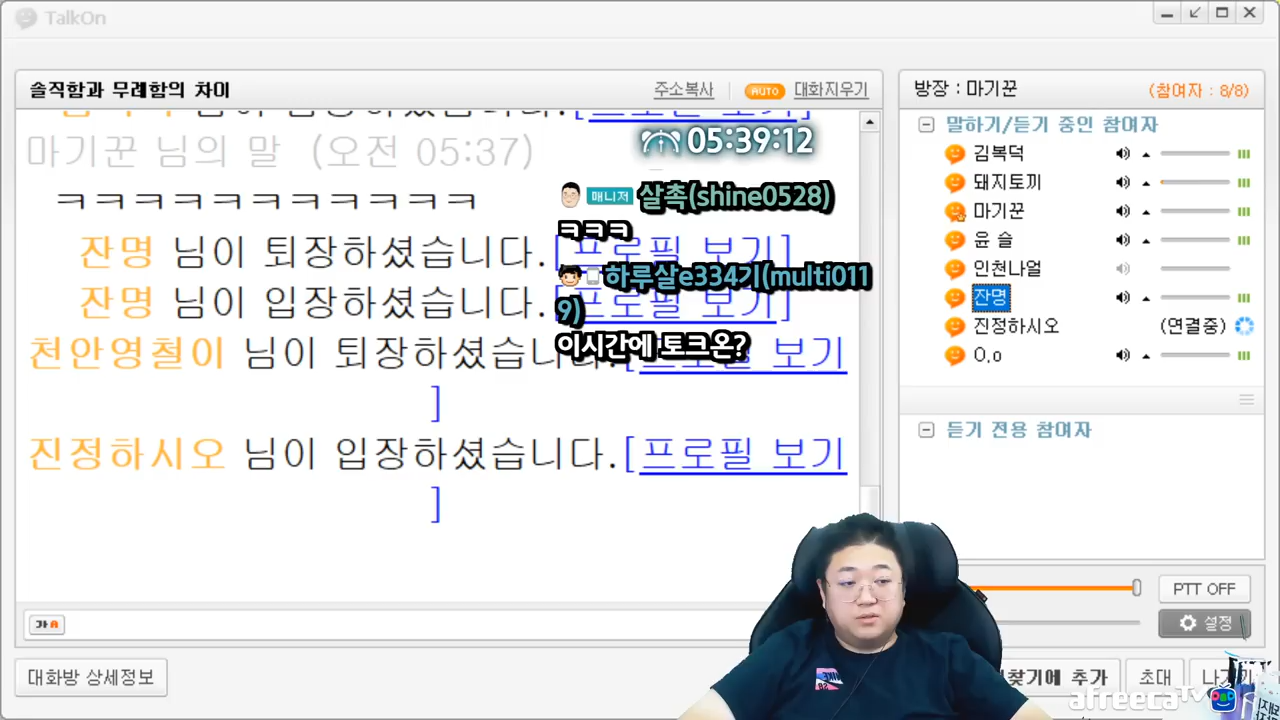 TalkOn
솔직함과 무례함의 차이
주소복사
AUTO
대화지우기
마기꾼 님의 말 (오전 05:37)
05:39:12
ㅋㅋㅋㅋㅋㅋㅋㅋㅋㅋㅋ
잔명 님이 퇴장하셨습니다.[프로필 보기]
잔명 님이 입장하셨습니다.[프로필 보기]
천안영철이 님이 퇴장하셨습니다.[프로필 보기
]
진정하시오 님이 입장하셨습니다.[프로필 보기
]
매니저 살촉(shine0528)
ㅋㅋㅋ
하루살e334기(multi011
9)
이시간에 토크온?
가A
대화방 상세정보
방장 : 마기꾼
(참여자 : 8/8)
말하기/듣기 중인 참여자
김복덕
돼지토끼
마기꾼
윤 슬
인천나얼
잔명
진정하시오 (연결중)
O.o
듣기 전용 참여자
PTT OFF
설정
찾기에 추가
초대
afreecaTV